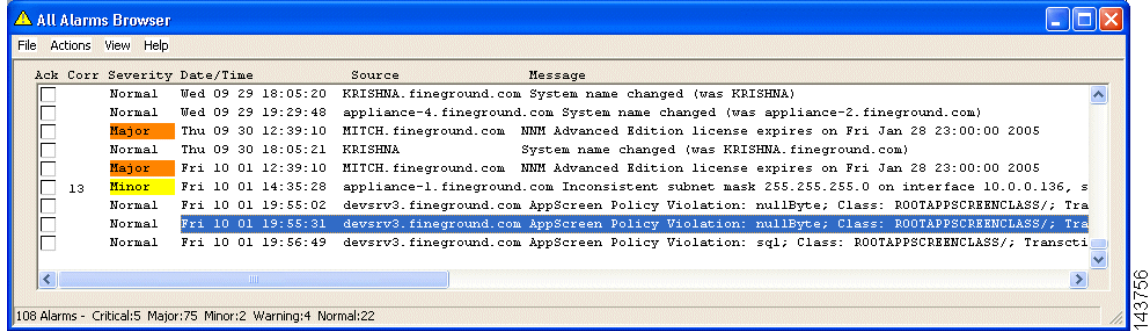 All Alarms Browser
File Actions View Help
Ack Corr Severity Date/Time Source Message
Normal Wed 09 29 18:05:20 KRISHNA.fineground.com System name changed (was KRISHNA)
Normal Wed 09 29 19:29:48 appliance-4.fineground.com System name changed (was appliance-2.fineground.com)
Major Thu 09 30 12:39:10 MITCH.fineground.com NNM Advanced Edition license expires on Fri Jan 28 23:00:00 2005
Normal Thu 09 30 18:05:21 KRISHNA System name changed (was KRISHNA.fineground.com)
Major Fri 10 01 12:39:10 MITCH.fineground.com NNM Advanced Edition license expires on Fri Jan 28 23:00:00 2005
13 Minor Fri 10 01 14:35:28 appliance-1.fineground.com Inconsistent subnet mask 255.255.255.0 on interface 10.0.0.136, s
Normal Fri 10 01 19:55:02 devsrv3.fineground.com AppScreen Policy Violation: nullByte; Class: ROOTAPPSCREENCLASS/; Tra
Normal Fri 10 01 19:55:31 devsrv3.fineground.com AppScreen Policy Violation: nullByte; Class: ROOTAPPSCREENCLASS/; Tra
Normal Fri 10 01 19:56:49 devsrv3.fineground.com AppScreen Policy Violation: sql; Class: ROOTAPPSCREENCLASS/; Transcti
108 Alarms - Critical:5 Major:75 Minor:2 Warning:4 Normal:22
143756